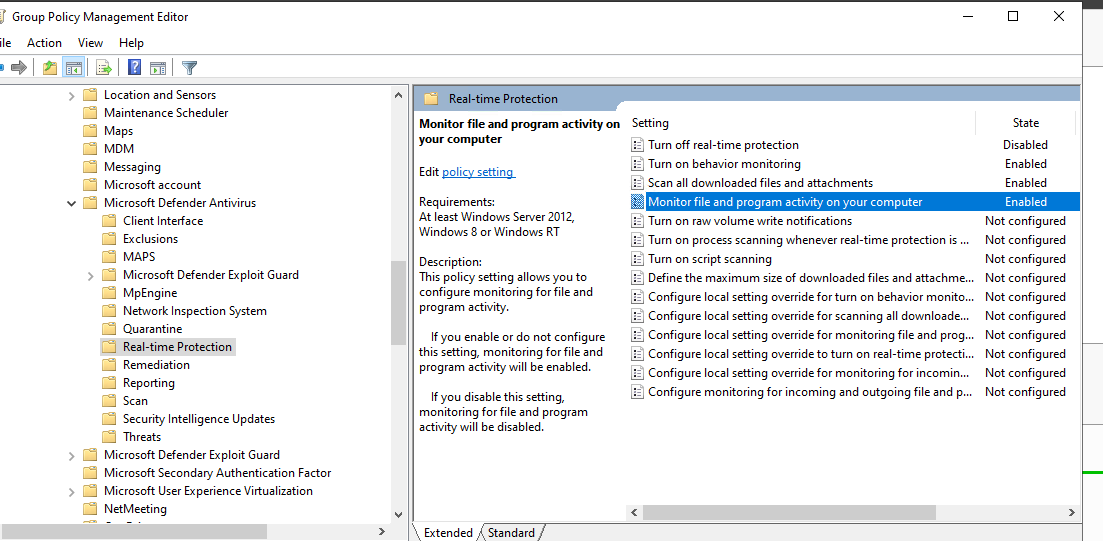 Group Policy Management Editor
ile Action View Help
Location and Sensors
Maintenance Scheduler
Maps
MDM
Messaging
Microsoft account
Microsoft Defender Antivirus
Client Interface
Exclusions
MAPS
Microsoft Defender Exploit Guard
MpEngine
Network Inspection System
Quarantine
Real-time Protection
Remediation
Reporting
Scan
Security Intelligence Updates
Threats
Microsoft Defender Exploit Guard
Microsoft Secondary Authentication Factor
Microsoft User Experience Virtualization
NetMeeting
Real-time Protection
Monitor file and program activity on
your computer
Edit policy setting
Requirements:
At least Windows Server 2012,
Windows 8 or Windows RT
Description:
This policy setting allows you to
configure monitoring for file and
program activity.
If you enable or do not configure
this setting, monitoring for file and
program activity will be enabled.
If you disable this setting,
monitoring for file and program
activity will be disabled.
Setting State
Turn off real-time protection Disabled
Turn on behavior monitoring Enabled
Scan all downloaded files and attachments Enabled
Monitor file and program activity on your computer Enabled
Turn on raw volume write notifications Not configured
Turn on process scanning whenever real-time protection is ... Not configured
Turn on script scanning Not configured
Define the maximum size of downloaded files and attachme... Not configured
Configure local setting override for turn on behavior monito... Not configured
Configure local setting override for scanning all downloade... Not configured
Configure local setting override for monitoring file and prog... Not configured
Configure local setting override to turn on real-time protecti... Not configured
Configure local setting override for monitoring for incomin... Not configured
Configure monitoring for incoming and outgoing file and p... Not configured
Extended Standard